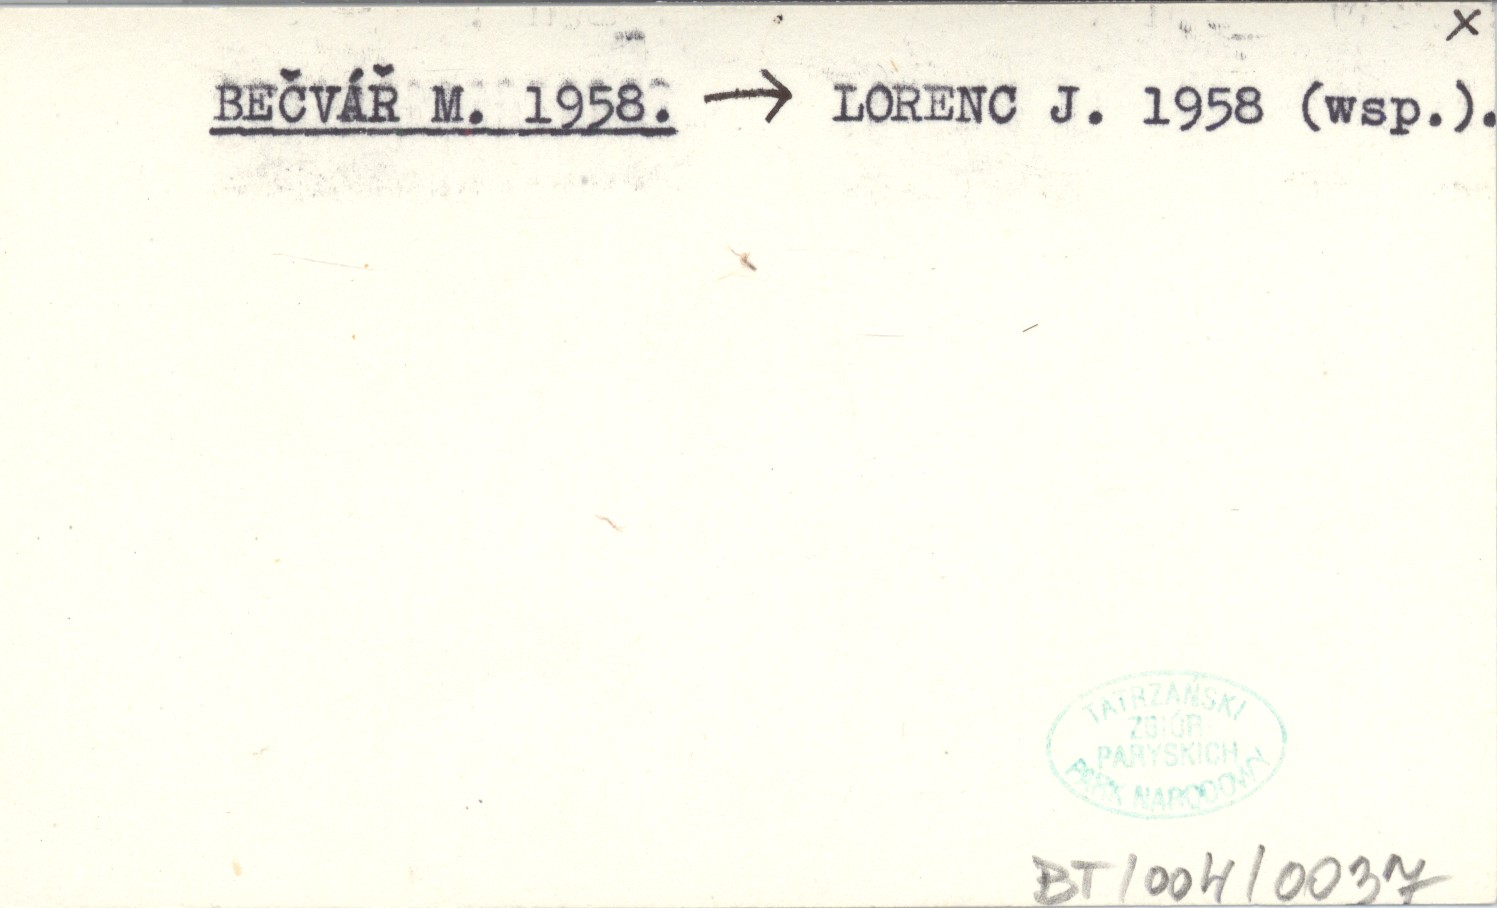 x
BEČVÁŘ M. 1958. → LORENC J. 1958 (wsp.).
TATRZAŃSKI
ZBIÓR
PARYSKICH
PARK NARODOWY
BT/004/0037